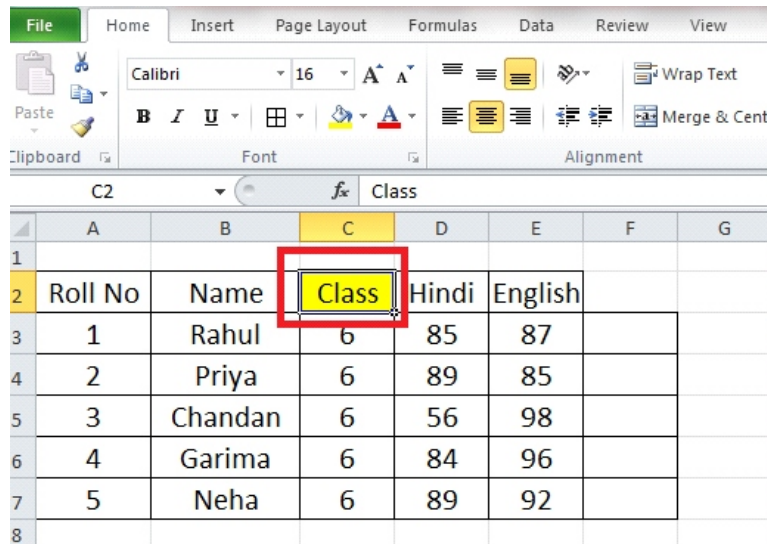 File Home Insert Page Layout Formulas Data Review View
Calibri 16 A A Wrap Text
Paste B I U A Merge & Cent
Clipboard Font Alignment
C2 fx Class
A B C D E F G
1
2 Roll No Name Class Hindi English
3 1 Rahul 6 85 87
4 2 Priya 6 89 85
5 3 Chandan 6 56 98
6 4 Garima 6 84 96
7 5 Neha 6 89 92
8